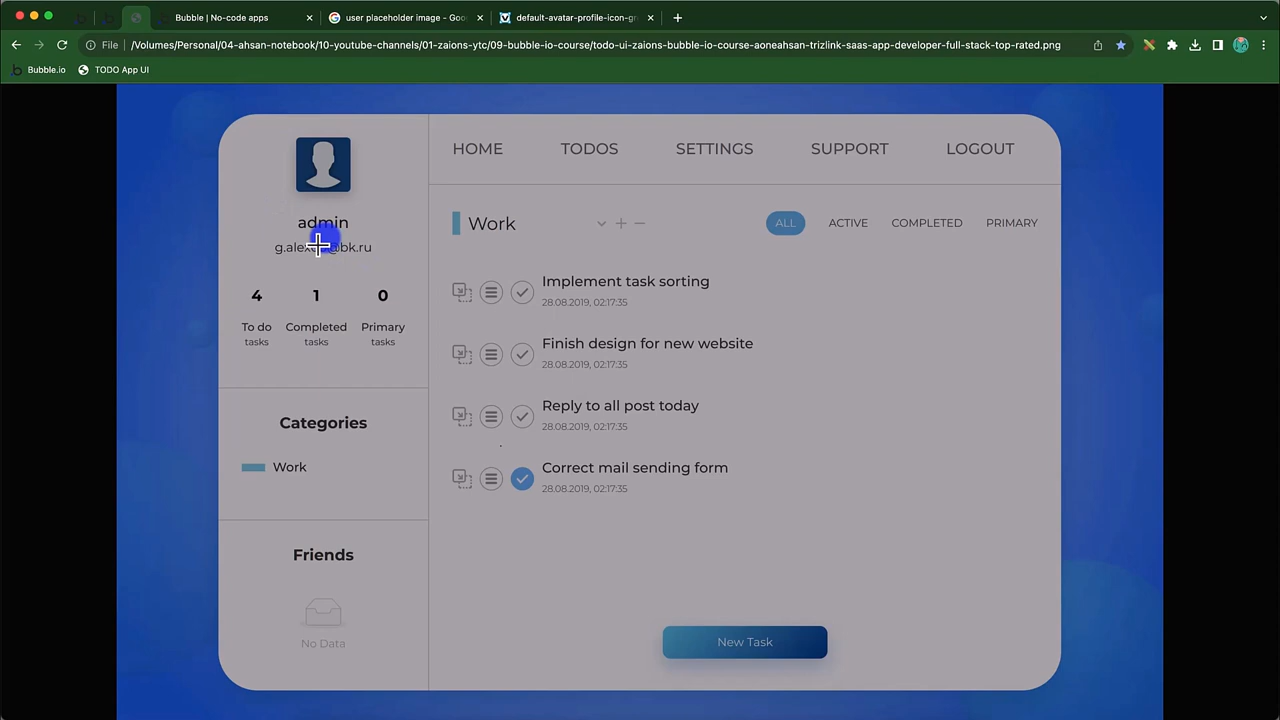 Bubble | No-code apps
user placeholder image - Goo
default-avatar-profile-icon-gr
File
/Volumes/Personal/04-ahsan-notebook/10-youtube-channels/01-zaions-ytc/09-bubble-io-course/todo-ui-zaions-bubble-io-course-aoneahsan-trizlink-saas-app-developer-full-stack-top-rated.png
Bubble.io
TODO App UI
HOME TODOS SETTINGS SUPPORT LOGOUT
admin
4 1 0
To do Completed Primary
tasks tasks tasks
Categories
Work
Friends
No Data
Work
ALL ACTIVE COMPLETED PRIMARY
Implement task sorting
28.08.2019, 02:17:35
Finish design for new website
28.08.2019, 02:17:35
Reply to all post today
28.08.2019, 02:17:35
Correct mail sending form
28.08.2019, 02:17:35
New Task